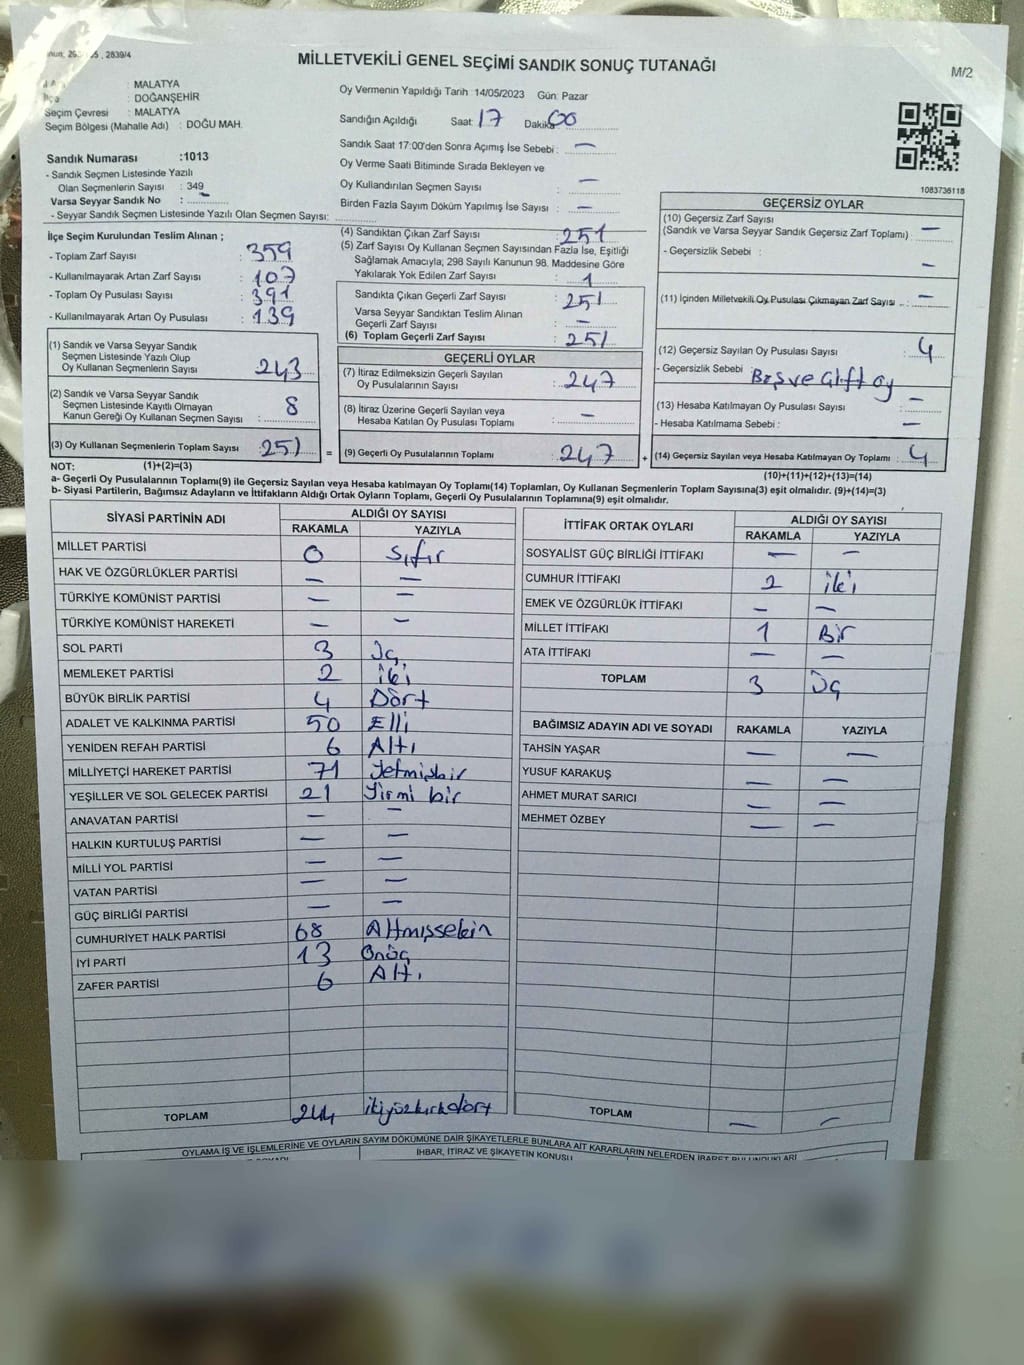 2839/4
MİLLETVEKİLİ GENEL SEÇİMİ SANDIK SONUÇ TUTANAĞI
M/2
: MALATYA
: DOĞANŞEHİR
Seçim Çevresi : MALATYA
Seçim Bölgesi (Mahalle Adı) : DOĞU MAH.
Oy Vermenin Yapıldığı Tarih :14/05/2023 Gün: Pazar
Sandığın Açıldığı Saat: 17 Dakika: 00
Sandık Saat 17:00'den Sonra Açımış İse Sebebi : —
Oy Verme Saati Bitiminde Sırada Bekleyen ve
Oy Kullandırılan Seçmen Sayısı : —
Birden Fazla Sayım Döküm Yapılmış İse Sayısı : —
Sandık Numarası :1013
- Sandık Seçmen Listesinde Yazılı
Olan Seçmenlerin Sayısı : 349
Varsa Seyyar Sandık No : —
- Seyyar Sandık Seçmen Listesinde Yazılı Olan Seçmen Sayısı:
1083736118
İlçe Seçim Kurulundan Teslim Alınan ;
- Toplam Zarf Sayısı : 359
- Kullanılmayarak Artan Zarf Sayısı : 107
- Toplam Oy Pusulası Sayısı : 391
- Kullanılmayarak Artan Oy Pusulası : 139
(4) Sandıktan Çıkan Zarf Sayısı : 251
(5) Zarf Sayısı Oy Kullanan Seçmen Sayısından Fazla İse, Eşitliği
Sağlamak Amacıyla; 298 Sayılı Kanunun 98. Maddesine Göre
Yakılarak Yok Edilen Zarf Sayısı : 1
Sandıkta Çıkan Geçerli Zarf Sayısı : 251
Varsa Seyyar Sandıktan Teslim Alınan
Geçerli Zarf Sayısı : —
(6) Toplam Geçerli Zarf Sayısı : 251
GEÇERSİZ OYLAR
(10) Geçersiz Zarf Sayısı
(Sandık ve Varsa Seyyar Sandık Geçersiz Zarf Toplamı) : —
- Geçersizlik Sebebi : —
(11) İçinden Milletvekili Oy Pusulası Çıkmayan Zarf Sayısı : —
(12) Geçersiz Sayılan Oy Pusulası Sayısı : 4
- Geçersizlik Sebebi : Boş ve Çift oy
(13) Hesaba Katılmayan Oy Pusulası Sayısı : —
- Hesaba Katılmama Sebebi : —
(14) Geçersiz Sayılan veya Hesaba Katılmayan Oy Toplamı : 4
(1) Sandık ve Varsa Seyyar Sandık
Seçmen Listesinde Yazılı Olup
Oy Kullanan Seçmenlerin Sayısı : 243
(2) Sandık ve Varsa Seyyar Sandık
Seçmen Listesinde Kayıtlı Olmayan
Kanun Gereği Oy Kullanan Seçmen Sayısı : 8
(3) Oy Kullanan Seçmenlerin Toplam Sayısı : 251 =
GEÇERLİ OYLAR
(7) İtiraz Edilmeksizin Geçerli Sayılan
Oy Pusulalarının Sayısı : 247
(8) İtiraz Üzerine Geçerli Sayılan veya
Hesaba Katılan Oy Pusulası Toplamı : —
(9) Geçerli Oy Pusulalarının Toplamı : 247 +
NOT: (1)+(2)=(3)
(10)+(11)+(12)+(13)=(14)
a- Geçerli Oy Pusulaları Toplamı(9) ile Geçersiz Sayılan veya Hesaba katılmayan Oy Toplamı(14) Toplamları, Oy Kullanan Seçmenlerin Toplam Sayısına(3) eşit olmalıdır. (9)+(14)=(3)
b- Siyasi Partilerin, Bağımsız Adayların ve İttifakların Aldığı Ortak Oyların Toplamı, Geçerli Oy Pusulalarının Toplamına(9) eşit olmalıdır.
SİYASİ PARTİNİN ADI ALDIĞI OY SAYISI
RAKAMLA YAZIYLA
MİLLET PARTİSİ 0 Sıfır
HAK VE ÖZGÜRLÜKLER PARTİSİ — —
TÜRKİYE KOMÜNİST PARTİSİ — —
TÜRKİYE KOMÜNİST HAREKETİ — —
SOL PARTİ 3 Üç
MEMLEKET PARTİSİ 2 iki
BÜYÜK BİRLİK PARTİSİ 4 Dört
ADALET VE KALKINMA PARTİSİ 50 Elli
YENİDEN REFAH PARTİSİ 6 Altı
MİLLİYETÇİ HAREKET PARTİSİ 71 Yetmişbir
YEŞİLLER VE SOL GELECEK PARTİSİ 21 Yirmi bir
ANAVATAN PARTİSİ — —
HALKIN KURTULUŞ PARTİSİ — —
MİLLİ YOL PARTİSİ — —
VATAN PARTİSİ — —
GÜÇ BİRLİĞİ PARTİSİ — —
CUMHURİYET HALK PARTİSİ 68 Altmışsekin
İYİ PARTİ 13 Onüç
ZAFER PARTİSİ 6 Altı
TOPLAM 244 ikiyüzkırkdört
İTTİFAK ORTAK OYLARI ALDIĞI OY SAYISI
RAKAMLA YAZIYLA
SOSYALİST GÜÇ BİRLİĞİ İTTİFAKI — —
CUMHUR İTTİFAKI 2 iki
EMEK VE ÖZGÜRLÜK İTTİFAKI — —
MİLLET İTTİFAKI 1 Bir
ATA İTTİFAKI — —
TOPLAM 3 Üç
BAĞIMSIZ ADAYIN ADI VE SOYADI RAKAMLA YAZIYLA
TAHSİN YAŞAR — —
YUSUF KARAKUŞ — —
AHMET MURAT SARICI — —
MEHMET ÖZBEY — —
TOPLAM — —
OYLAMA İŞ VE İŞLEMLERİNE VE OYLARIN SAYIM DÖKÜMÜNE DAİR ŞİKAYETLERLE BUNLARA AİT KARARLARIN NELERDEN İBARET BULUNDUKLARI
İHBAR, İTİRAZ VE ŞİKAYETİN KONUSU